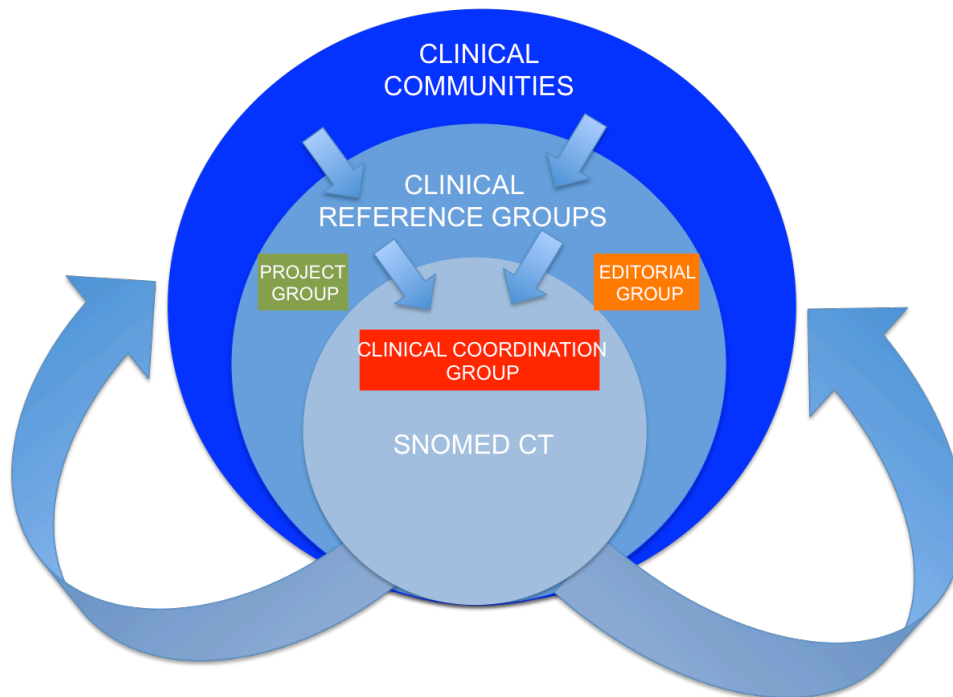 CLINICAL
COMMUNITIES
CLINICAL
REFERENCE GROUPS
PROJECT
GROUP
EDITORIAL
GROUP
CLINICAL COORDINATION
GROUP
SNOMED CT